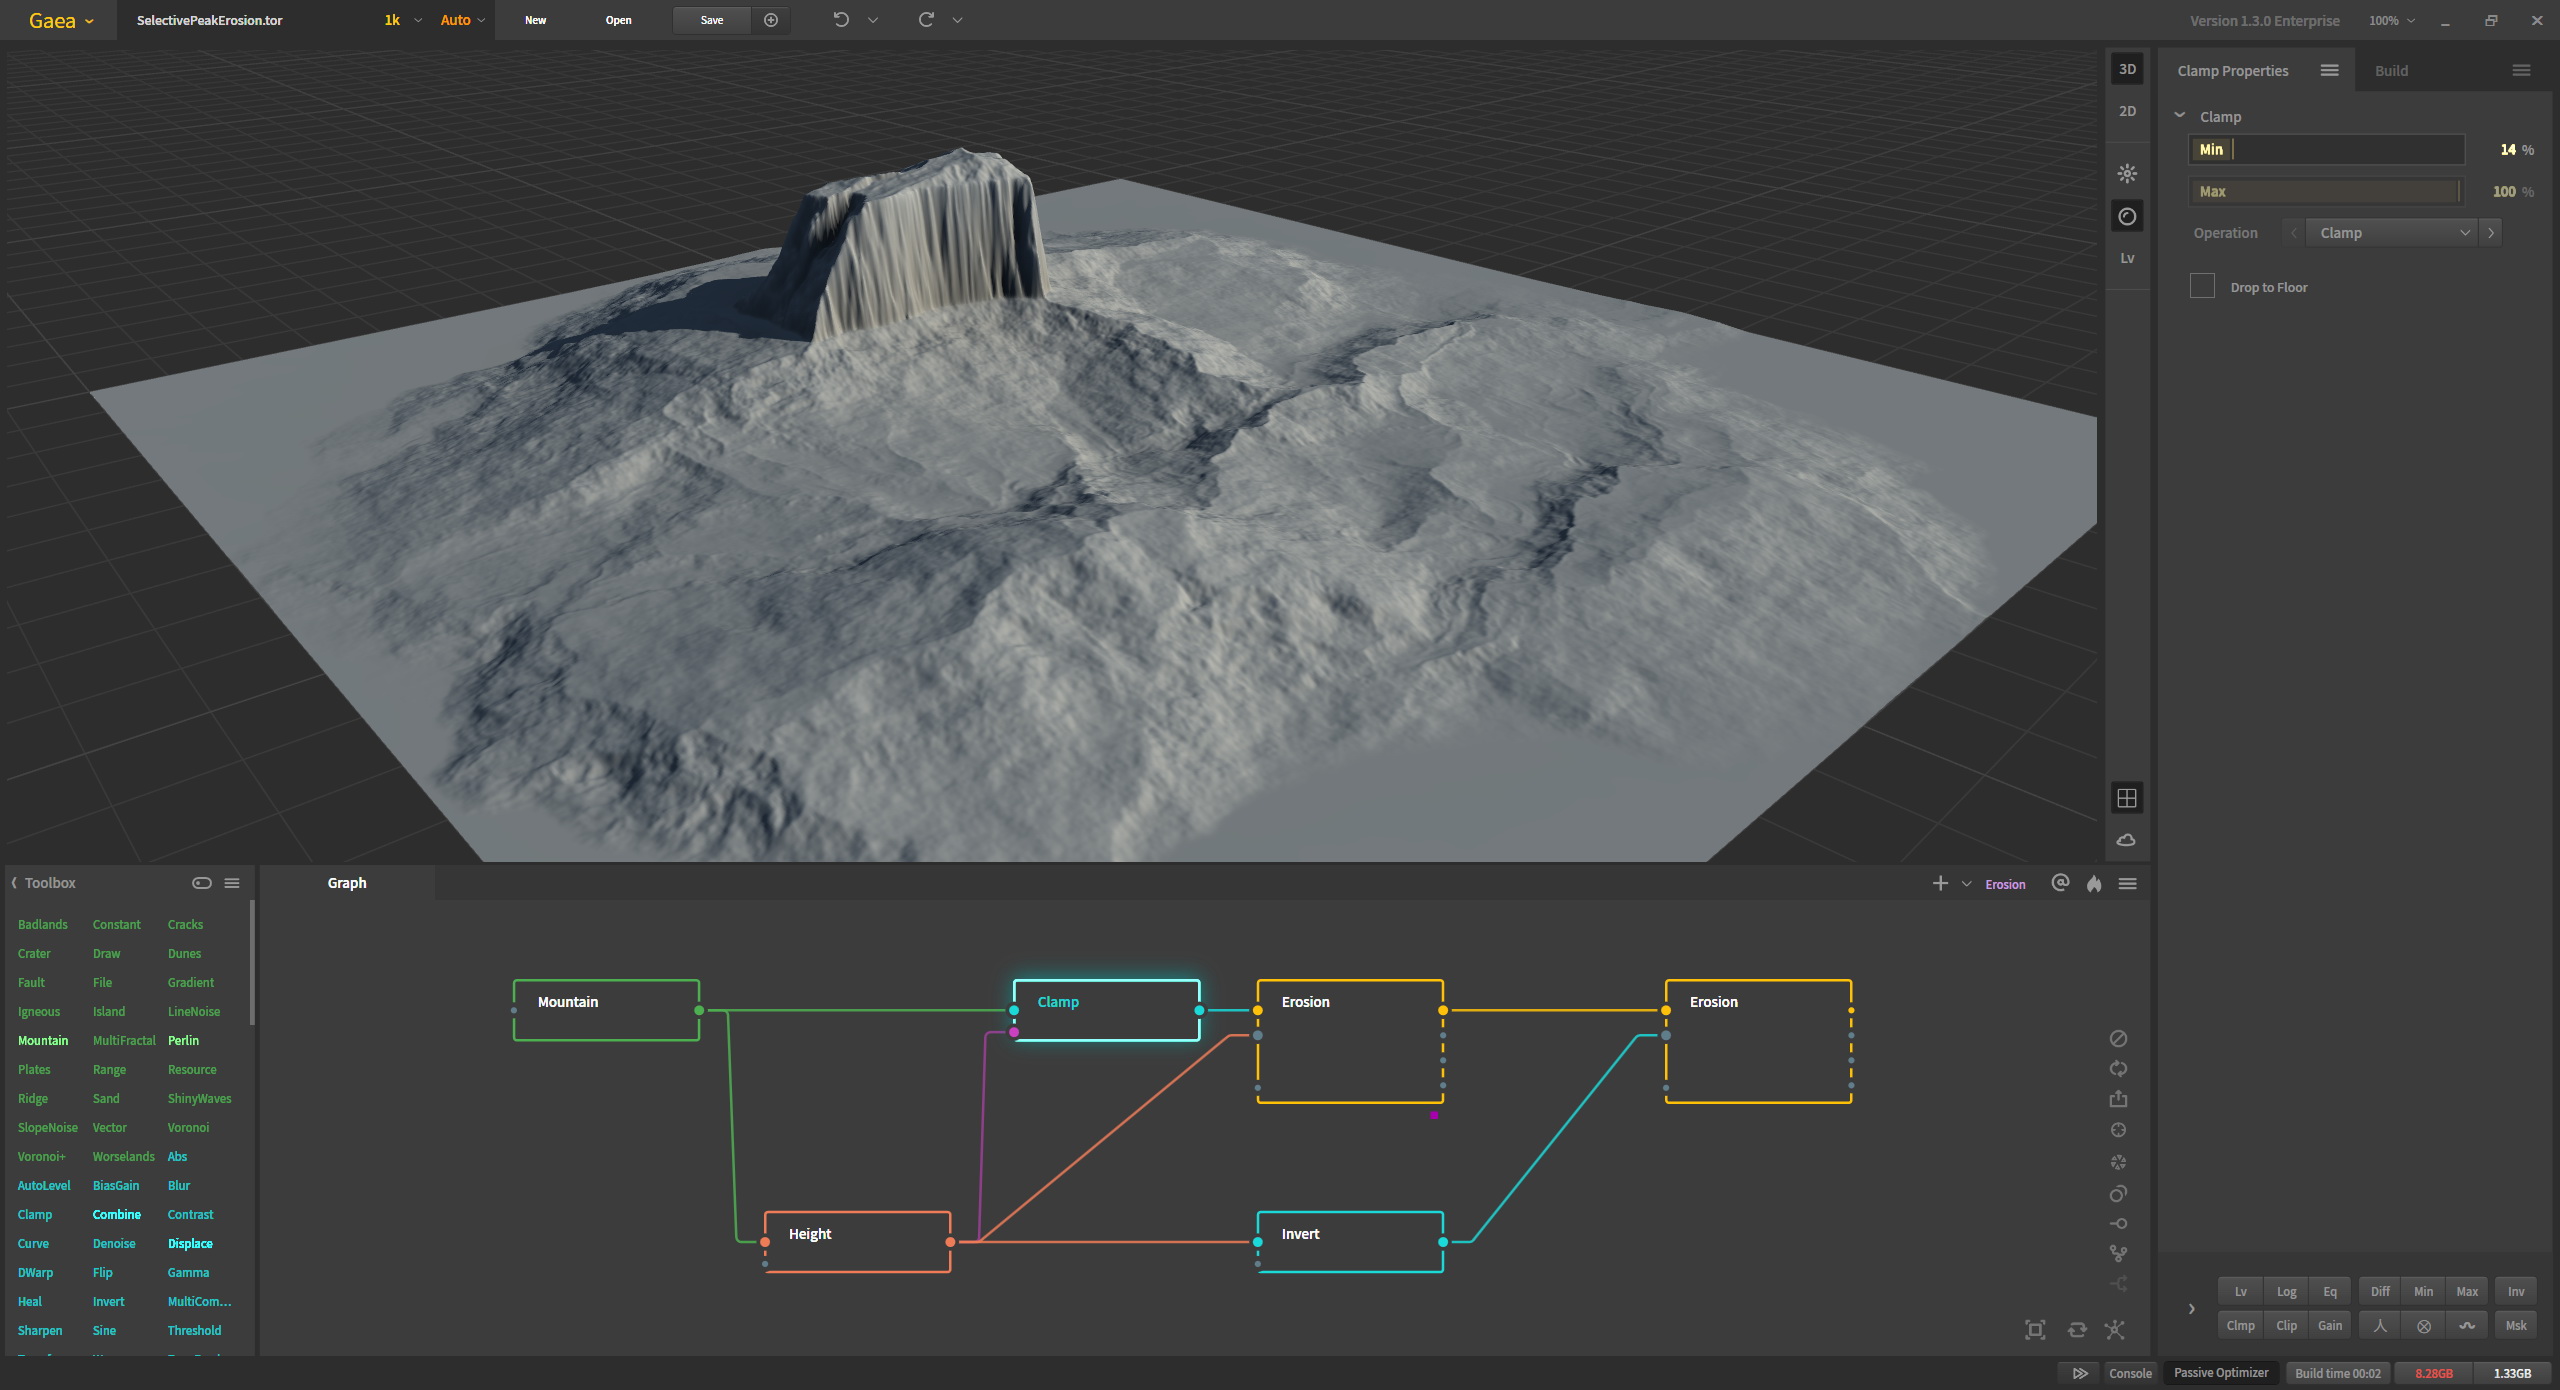 Gaea
SelectivePeakErosion.tor
1k
Auto
New
Open
Save
Version 1.3.0 Enterprise
100%
3D
2D
Lv
Clamp Properties
Build
Clamp
Min
14 %
Max
100 %
Operation
Clamp
Drop to Floor
Toolbox
Badlands Constant Cracks
Crater Draw Dunes
Fault File Gradient
Igneous Island LineNoise
Mountain MultiFractal Perlin
Plates Range Resource
Ridge Sand ShinyWaves
SlopeNoise Vector Voronoi
Voronoi+ Worselands Abs
AutoLevel BiasGain Blur
Clamp Combine Contrast
Curve Denoise Displace
DWarp Flip Gamma
Heal Invert MultiCom...
Sharpen Sine Threshold
Graph
Erosion
Mountain
Clamp
Erosion
Erosion
Height
Invert
Lv Log Eq Diff Min Max Inv
Clmp Clip Gain 人 Msk
Console
Passive Optimizer
Build time 00:02
8.28GB
1.33GB